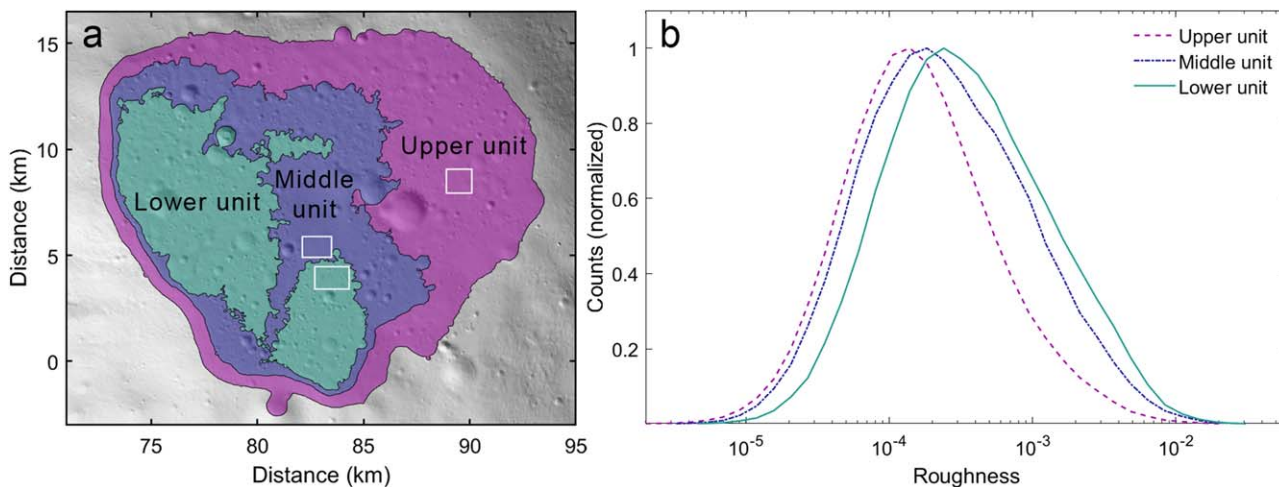 a
15
10
5
0
Distance (km)
75
80
85
90
95
Distance (km)
Upper unit
Middle
unit
Lower unit
b
Upper unit
Middle unit
Lower unit
1
0.8
0.6
0.4
0.2
Counts (normalized)
10⁻⁵
10⁻⁴
10⁻³
10⁻²
Roughness